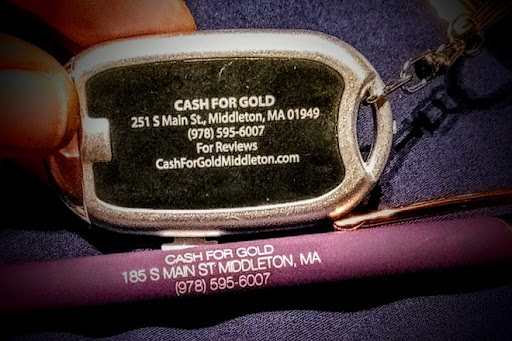 CASH FOR GOLD
251 S Main St., Middleton, MA 01949
(978) 595-6007
For Reviews
CashForGoldMiddleton.com
CASH FOR GOLD
185 S MAIN ST MIDDLETON, MA
(978) 595-6007